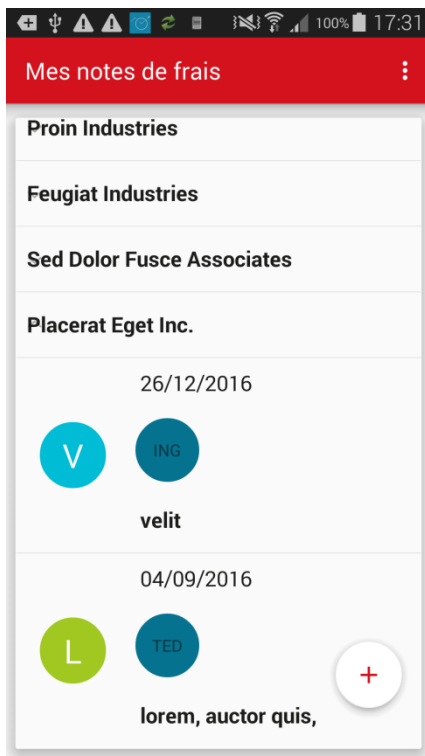 100% 17:31
Mes notes de frais
Proin Industries
Feugiat Industries
Sed Dolor Fusce Associates
Placerat Eget Inc.
26/12/2016
V
ING
velit
04/09/2016
L
TED
+
lorem, auctor quis,